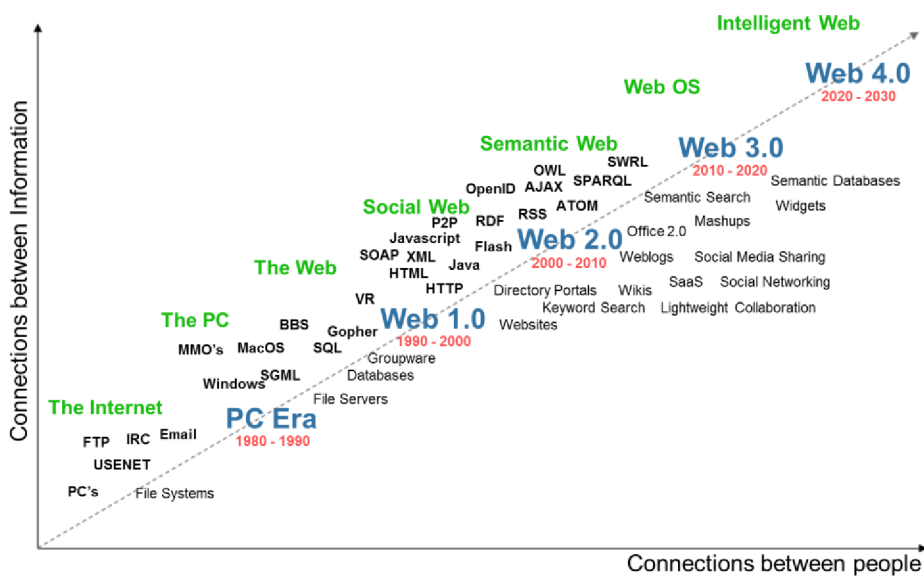 Intelligent Web
Web 4.0
2020 - 2030
Web OS
Semantic Web
Web 3.0
2010 - 2020
SWRL
OWL
SPARQL
AJAX
OpenID
Semantic Databases
Semantic Search
Widgets
ATOM
Social Web
RSS
RDF
P2P
Mashups
Office 2.0
Javascript
Flash
Web 2.0
2000 - 2010
SOAP
XML
Java
Weblogs
Social Media Sharing
The Web
HTML
HTTP
SaaS
Social Networking
Directory Portals
Wikis
VR
Keyword Search
Lightweight Collaboration
The PC
BBS
Gopher
Web 1.0
1990 - 2000
Websites
MMO's
MacOS
SQL
Groupware
SGML
Databases
Windows
File Servers
The Internet
PC Era
1980 - 1990
FTP
IRC
Email
USENET
PC's
File Systems
Connections between Information
Connections between people